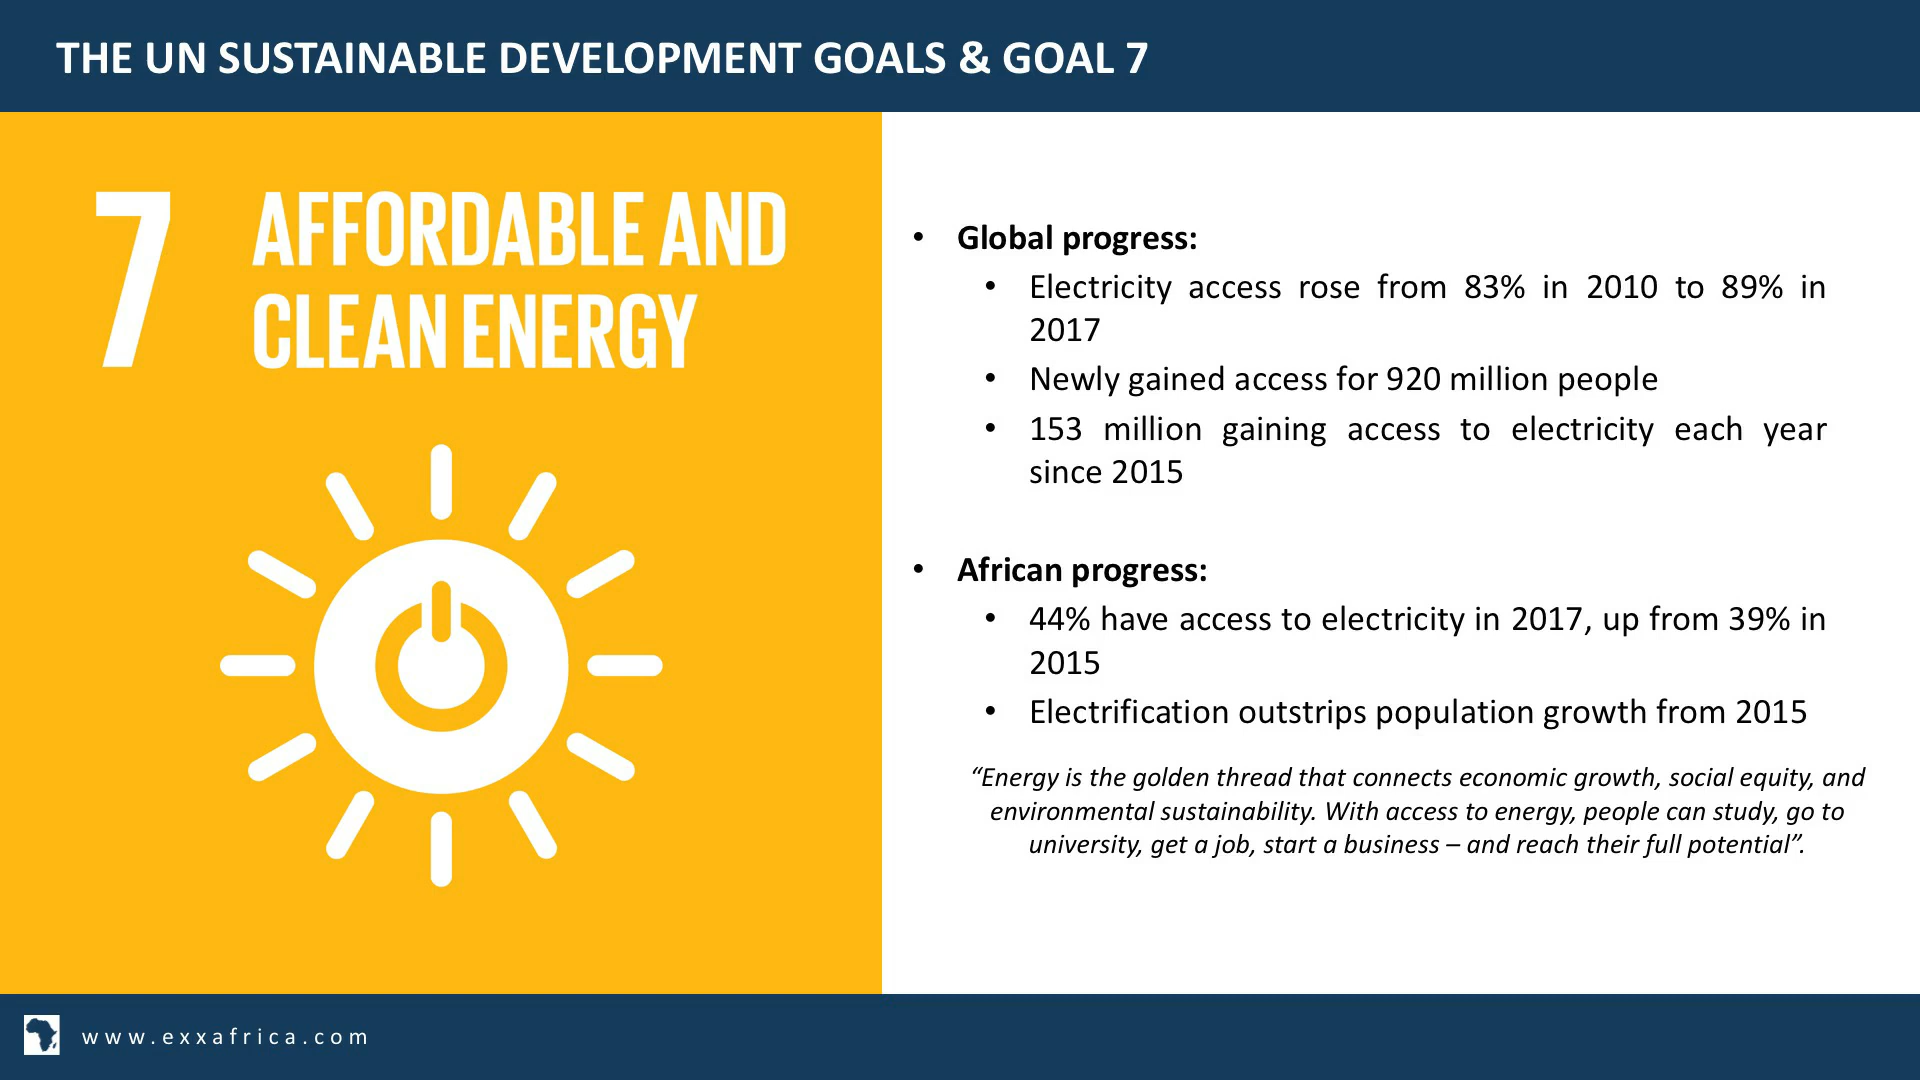 THE UN SUSTAINABLE DEVELOPMENT GOALS & GOAL 7
7 AFFORDABLE AND
CLEAN ENERGY
• Global progress:
• Electricity access rose from 83% in 2010 to 89% in
2017
• Newly gained access for 920 million people
• 153 million gaining access to electricity each year
since 2015
• African progress:
• 44% have access to electricity in 2017, up from 39% in
2015
• Electrification outstrips population growth from 2015
“Energy is the golden thread that connects economic growth, social equity, and
environmental sustainability. With access to energy, people can study, go to
university, get a job, start a business – and reach their full potential”.
www.exxafrica.com